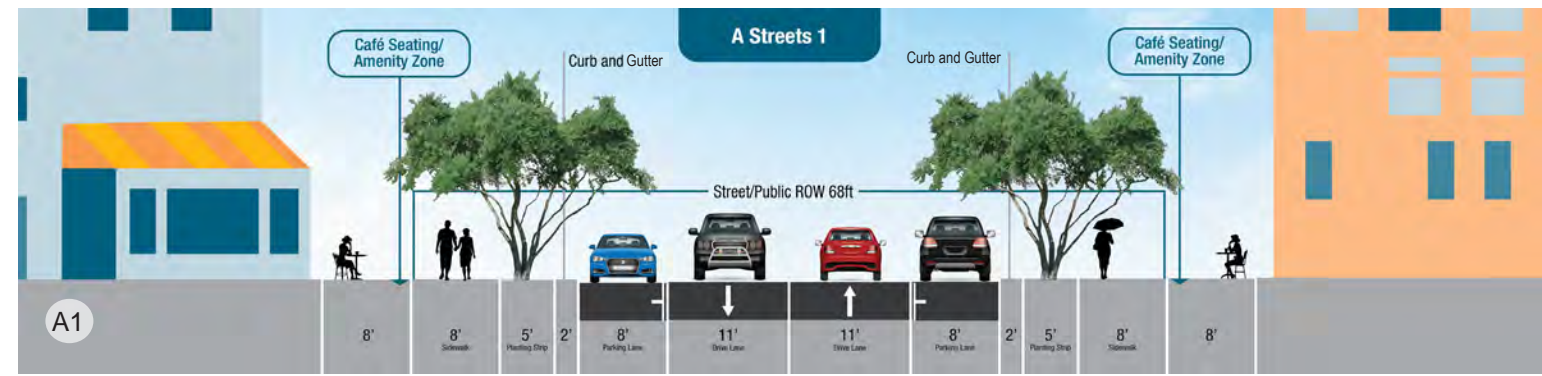 A Streets 1
Café Seating/
Amenity Zone
Curb and Gutter
Curb and Gutter
Café Seating/
Amenity Zone
Street/Public ROW 68ft
A1
8'
8'
Sidewalk
5'
Planting Strip
2'
8'
Parking Lane
11'
Drive Lane
11'
Drive Lane
8'
Parking Lane
2'
5'
Planting Strip
8'
Sidewalk
8'